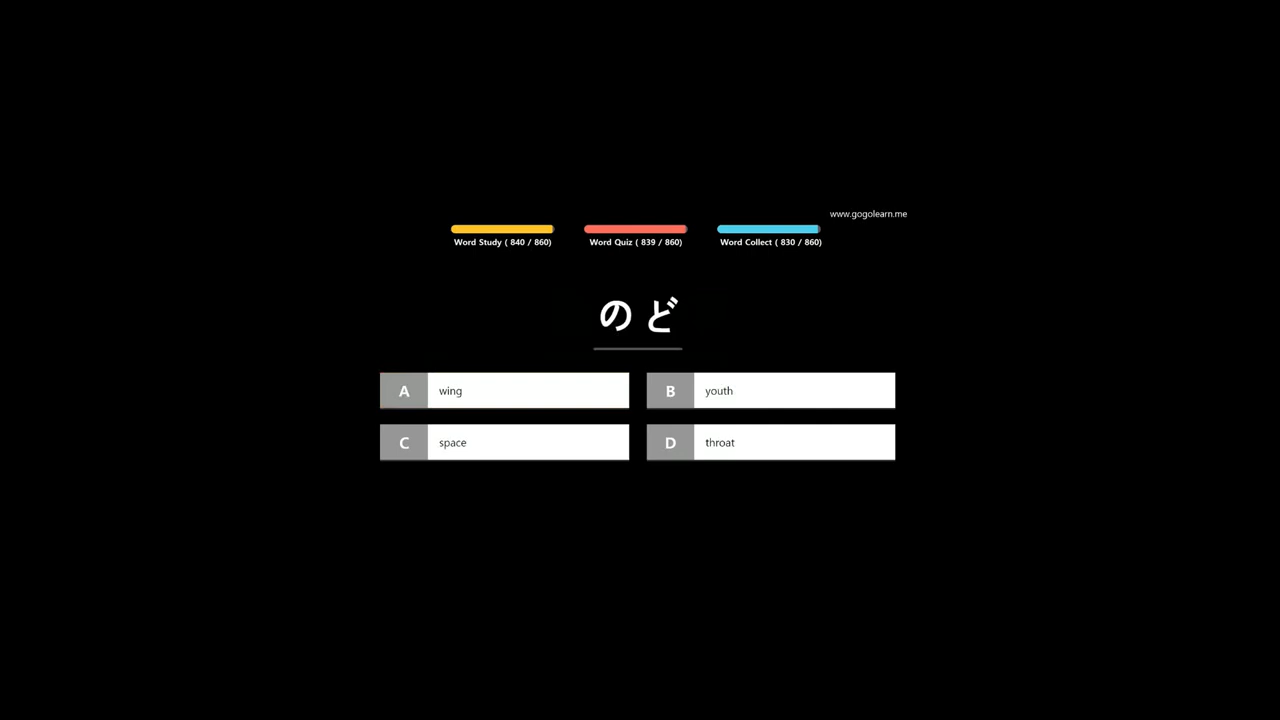 www.gogolearn.me
Word Study ( 840 / 860) Word Quiz ( 839 / 860) Word Collect ( 830 / 860)
のど
A wing B youth
C space D throat